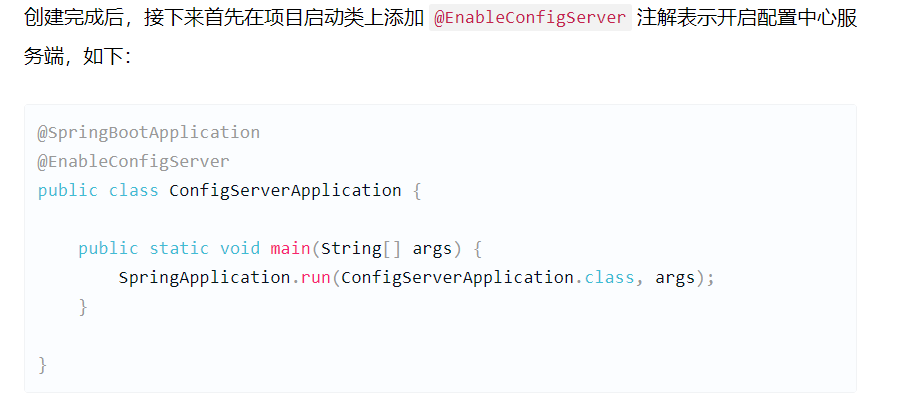 创建完成后，接下来首先在项目启动类上添加 @EnableConfigServer 注解表示开启配置中心服
务端，如下：
@SpringBootApplication
@EnableConfigServer
public class ConfigServerApplication {
    public static void main(String[] args) {
        SpringApplication.run(ConfigServerApplication.class, args);
    }
}